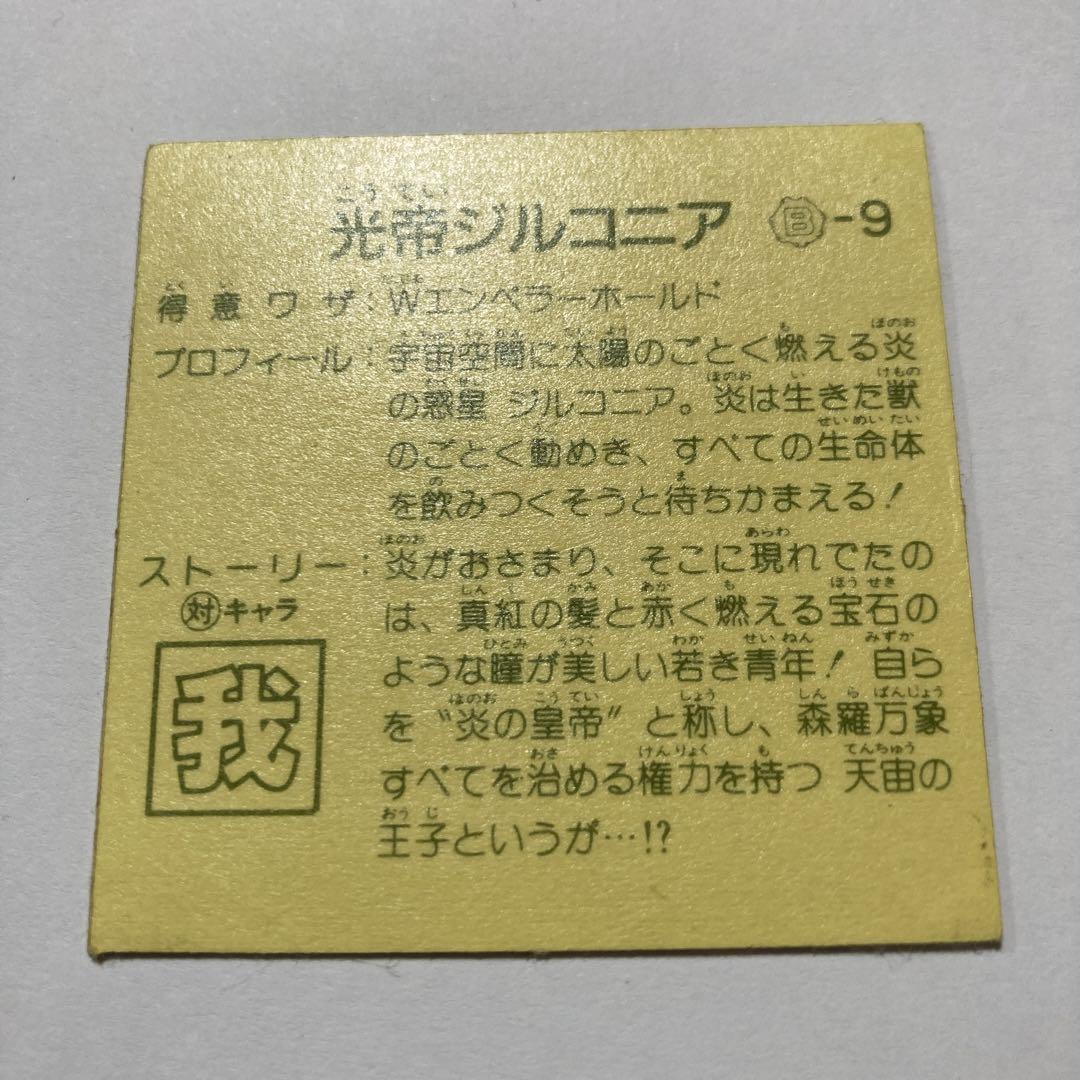 光帝ジルコニア Ⓑ-9
得意ワザ:Wエンペラーホールド
プロフィール:宇宙空間に太陽のごとく燃える炎
の惑星 ジルコニア。炎は生きた獣
のごとく動めき、すべての生命体
を飲みつくそうと待ちかまえる!
ストーリー:炎がおさまり、そこに現れでたの
は、真紅の髪と赤く燃える宝石の
ような瞳が美しい若き青年! 自ら
を“炎の皇帝”と称し、森羅万象
すべてを治める権力を持つ 天宙の
王子というが…!?
㊥対キャラ
我